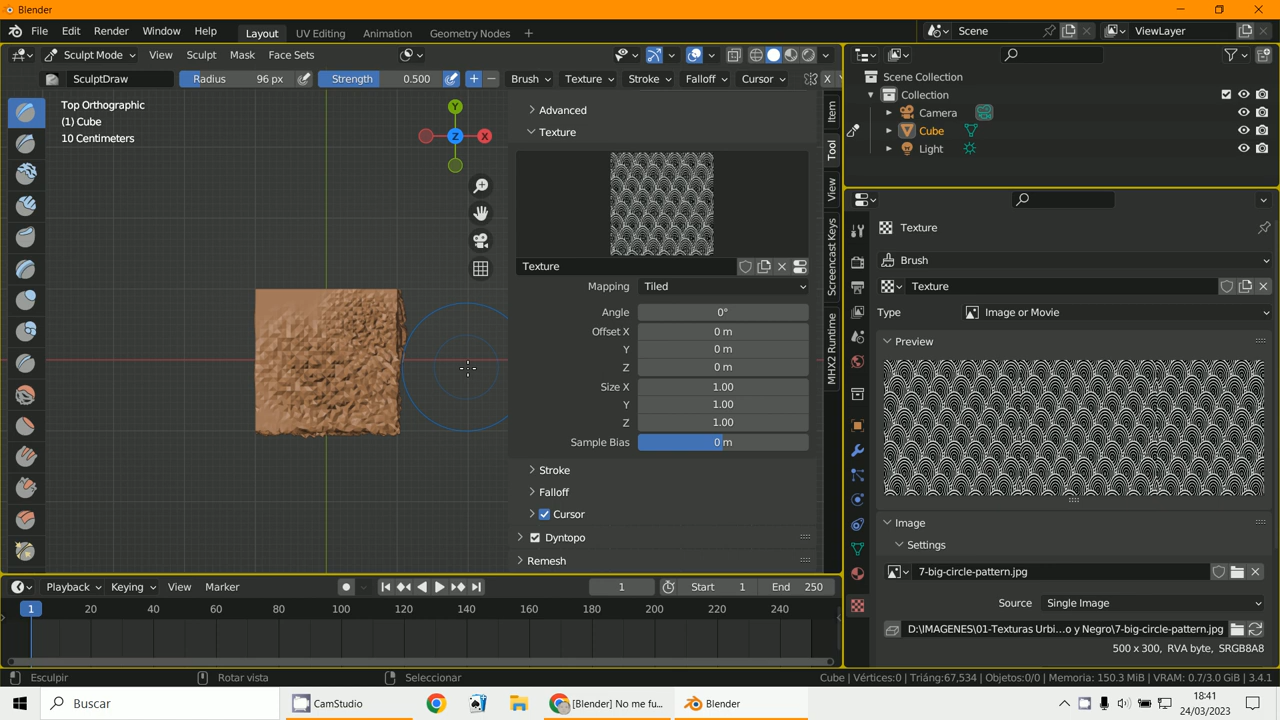 Blender
File Edit Render Window Help Layout UV Editing Animation Geometry Nodes + Scene ViewLayer
Sculpt Mode View Sculpt Mask Face Sets
SculptDraw Radius 96 px Strength 0.500 Brush Texture Stroke Falloff Cursor X
Top Orthographic
(1) Cube
10 Centimeters
Y
Z
X
Advanced
Texture
Texture
Mapping Tiled
Angle 0°
Offset X 0 m
Y 0 m
Z 0 m
Size X 1.00
Y 1.00
Z 1.00
Sample Bias 0 m
Stroke
Falloff
Cursor
Dyntopo
Remesh
Item
Tool
View
Screencast Keys
MHX2 Runtime
Scene Collection
Collection
Camera
Cube
Light
Texture
Brush
Texture
Type Image or Movie
Preview
Image
Settings
7-big-circle-pattern.jpg
Source Single Image
D:\IMAGENES\01-Texturas Urbi...o y Negro\7-big-circle-pattern.jpg
500 x 300, RVA byte, SRGB8A8
Playback Keying View Marker 1 Start 1 End 250
1 20 40 60 80 100 120 140 160 180 200 220 240
Esculpir Rotar vista Seleccionar Cube | Vértices:0 | Triáng:67,534 | Objetos:0/0 | Memoria: 150.3 MiB | VRAM: 0.7/3.0 GiB | 3.4.1
Buscar CamStudio [Blender] No me fu... Blender 18:41
24/03/2023